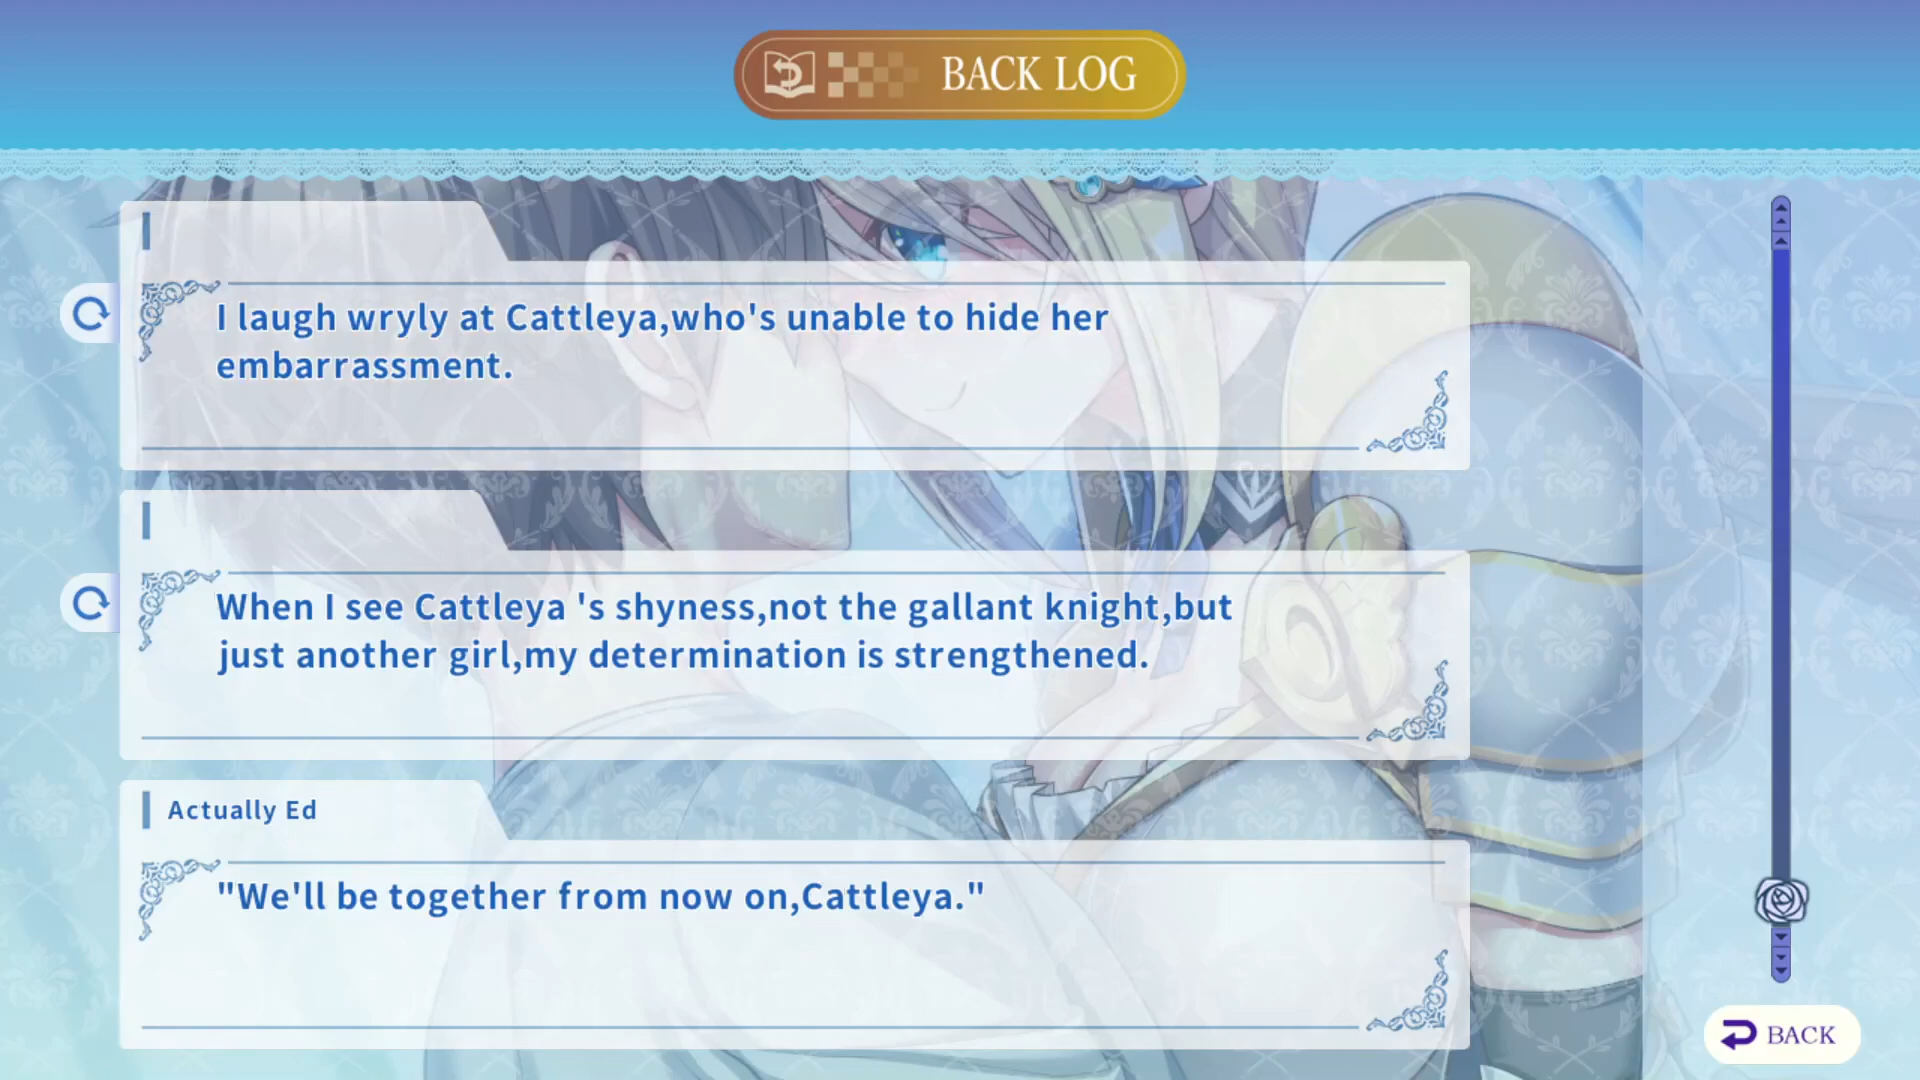 BACK LOG
I laugh wryly at Cattleya,who's unable to hide her
embarrassment.
When I see Cattleya 's shyness,not the gallant knight,but
just another girl,my determination is strengthened.
Actually Ed
"We'll be together from now on,Cattleya."
BACK